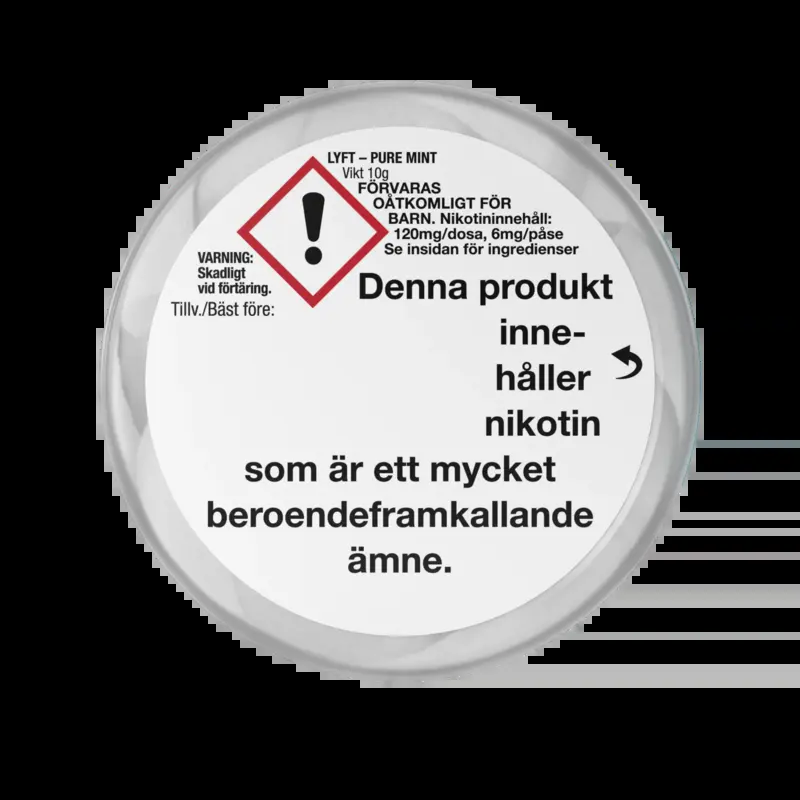 LYFT – PURE MINT
Vikt 10g
FÖRVARAS
OÅTKOMLIGT FÖR
BARN. Nikotininnehåll:
120mg/dosa, 6mg/påse
Se insidan för ingredienser
VARNING:
Skadligt
vid förtäring.
Tillv./Bäst före:
Denna produkt
inne-
håller
nikotin
som är ett mycket
beroendeframkallande
ämne.